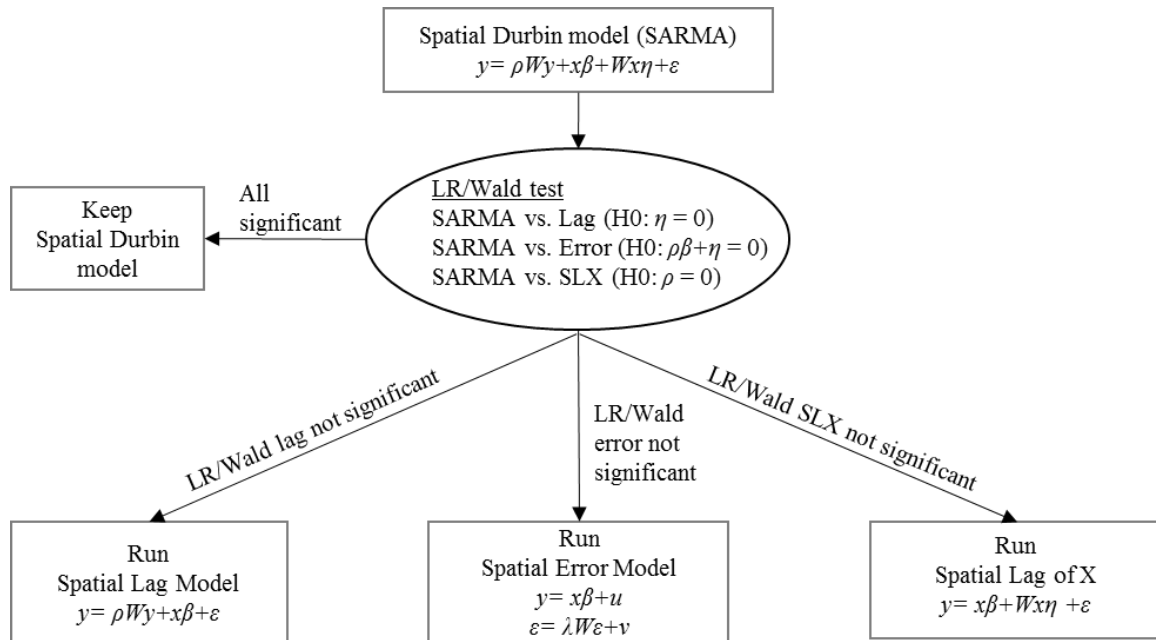 Spatial Durbin model (SARMA)
y= ρWy+xβ+Wxη+ε
LR/Wald test
SARMA vs. Lag (H0: η = 0)
SARMA vs. Error (H0: ρβ+η = 0)
SARMA vs. SLX (H0: ρ = 0)
All
significant
Keep
Spatial Durbin
model
LR/Wald lag not significant
LR/Wald
error not
significant
LR/Wald SLX not significant
Run
Spatial Lag Model
y= ρWy+xβ+ε
Run
Spatial Error Model
y= xβ+u
ε= λWε+v
Run
Spatial Lag of X
y= xβ+Wxη +ε